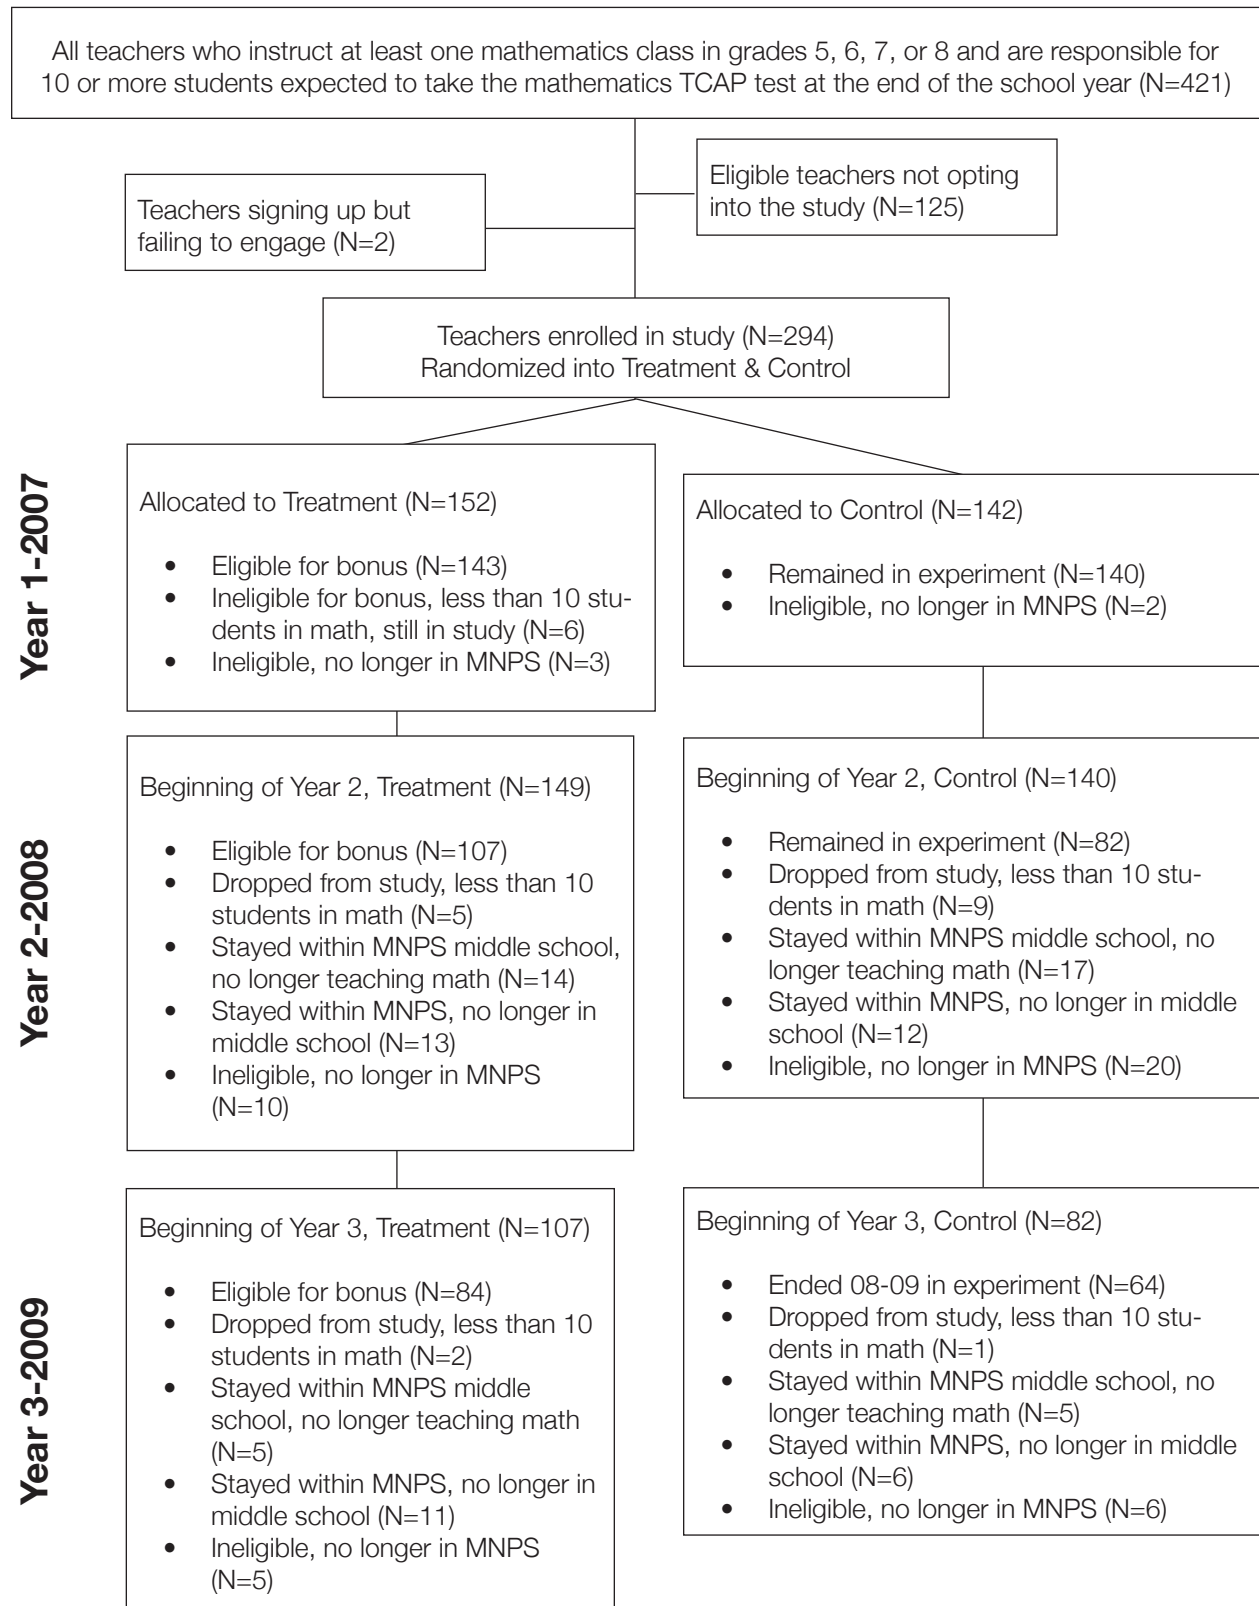 All teachers who instruct at least one mathematics class in grades 5, 6, 7, or 8 and are responsible for
10 or more students expected to take the mathematics TCAP test at the end of the school year (N=421)
Eligible teachers not opting
into the study (N=125)
Teachers signing up but
failing to engage (N=2)
Teachers enrolled in study (N=294)
Randomized into Treatment & Control
Year 1-2007
Allocated to Treatment (N=152)
• Eligible for bonus (N=143)
• Ineligible for bonus, less than 10 stu-
dents in math, still in study (N=6)
• Ineligible, no longer in MNPS (N=3)
Allocated to Control (N=142)
• Remained in experiment (N=140)
• Ineligible, no longer in MNPS (N=2)
Year 2-2008
Beginning of Year 2, Treatment (N=149)
• Eligible for bonus (N=107)
• Dropped from study, less than 10
students in math (N=5)
• Stayed within MNPS middle school,
no longer teaching math (N=14)
• Stayed within MNPS, no longer in
middle school (N=13)
• Ineligible, no longer in MNPS
(N=10)
Beginning of Year 2, Control (N=140)
• Remained in experiment (N=82)
• Dropped from study, less than 10 stu-
dents in math (N=9)
• Stayed within MNPS middle school, no
longer teaching math (N=17)
• Stayed within MNPS, no longer in middle
school (N=12)
• Ineligible, no longer in MNPS (N=20)
Year 3-2009
Beginning of Year 3, Treatment (N=107)
• Eligible for bonus (N=84)
• Dropped from study, less than 10
students in math (N=2)
• Stayed within MNPS middle
school, no longer teaching math
(N=5)
• Stayed within MNPS, no longer in
middle school (N=11)
• Ineligible, no longer in MNPS
(N=5)
Beginning of Year 3, Control (N=82)
• Ended 08-09 in experiment (N=64)
• Dropped from study, less than 10 stu-
dents in math (N=1)
• Stayed within MNPS middle school, no
longer teaching math (N=5)
• Stayed within MNPS, no longer in middle
school (N=6)
• Ineligible, no longer in MNPS (N=6)